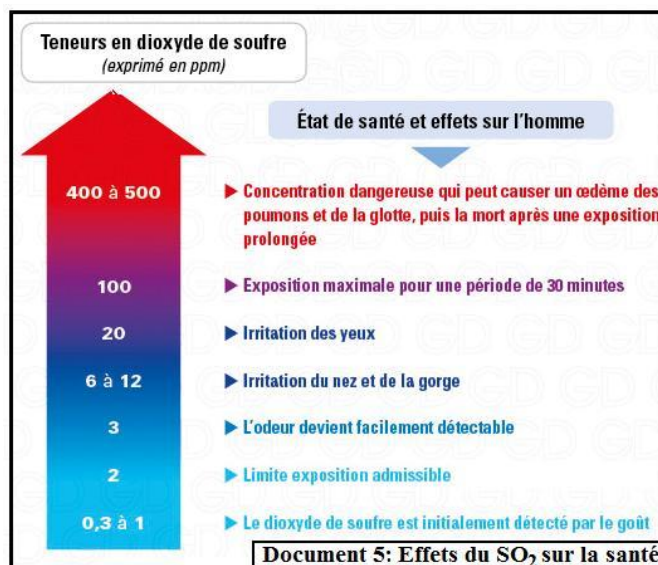 Teneurs en dioxyde de soufre
(exprimé en ppm)
État de santé et effets sur l'homme
400 à 500
▶ Concentration dangereuse qui peut causer un œdème des
poumons et de la glotte, puis la mort après une exposition
prolongée
100
▶ Exposition maximale pour une période de 30 minutes
20
▶ Irritation des yeux
6 à 12
▶ Irritation du nez et de la gorge
3
▶ L'odeur devient facilement détectable
2
▶ Limite exposition admissible
0,3 à 1
▶ Le dioxyde de soufre est initialement détecté par le goût
Document 5: Effets du SO₂ sur la santé